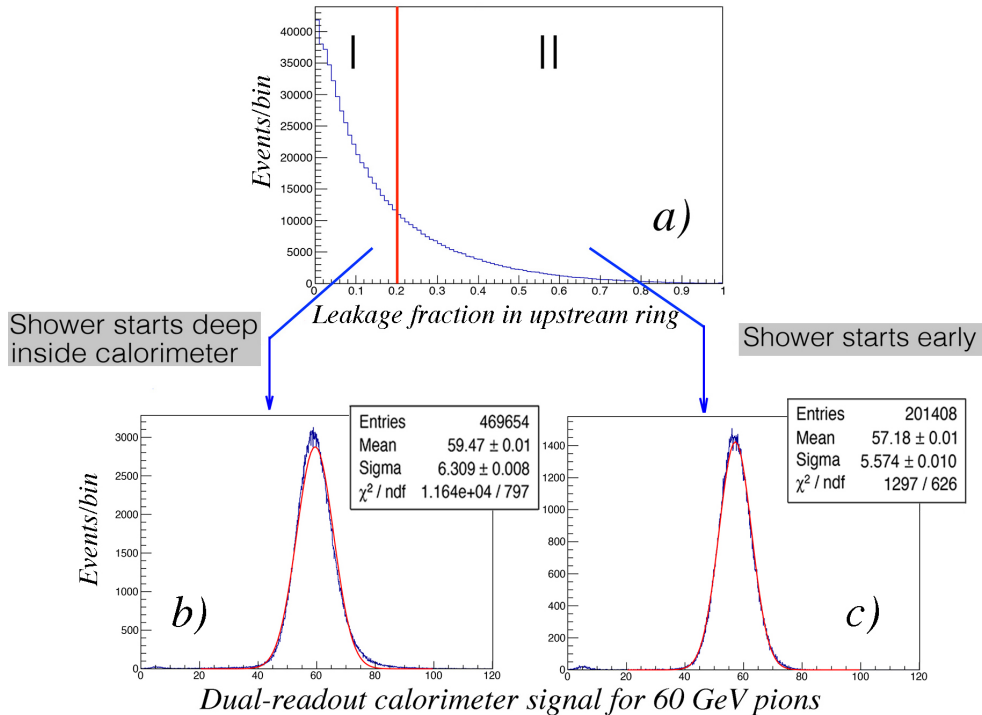 40000
35000
30000
25000
20000
15000
10000
5000
0
Events/bin
I
II
a)
0 0.1 0.2 0.3 0.4 0.5 0.6 0.7 0.8 0.9 1
Leakage fraction in upstream ring
Shower starts deep
inside calorimeter
Shower starts early
Entries 469654
Mean 59.47 ± 0.01
Sigma 6.309 ± 0.008
χ² / ndf 1.164e+04 / 797
3000
2500
2000
1500
1000
500
0
Events/bin
b)
0 20 40 60 80 100 120
Entries 201408
Mean 57.18 ± 0.01
Sigma 5.574 ± 0.010
χ² / ndf 1297 / 626
1400
1200
1000
800
600
400
200
0
c)
0 20 40 60 80 100 120
Dual-readout calorimeter signal for 60 GeV pions